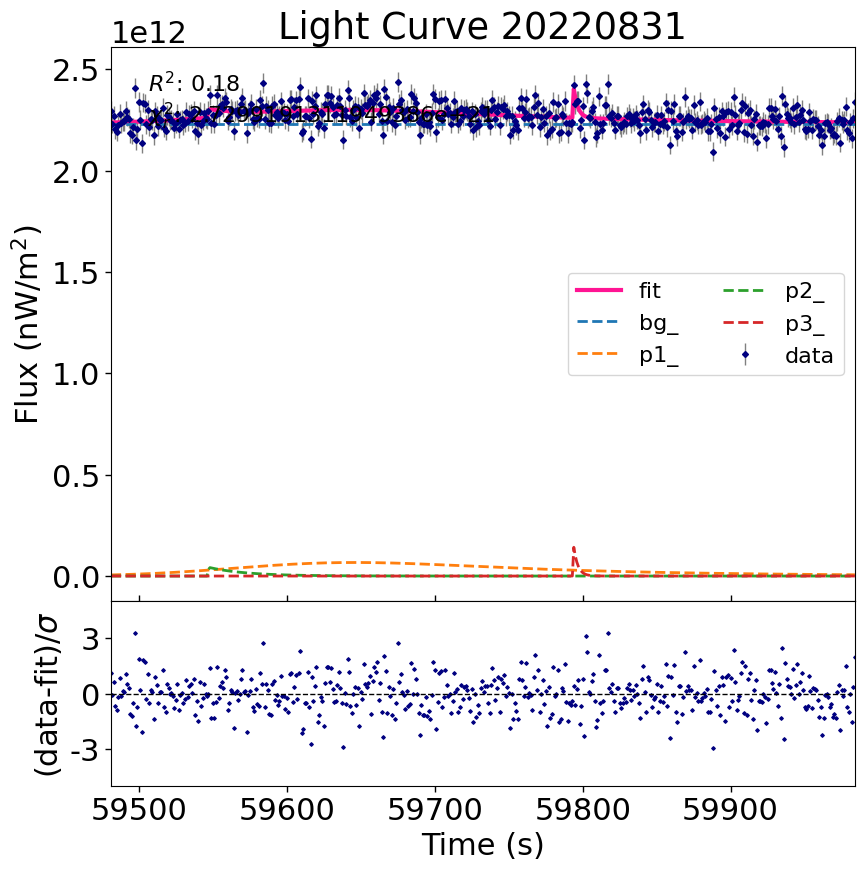 Light Curve 20220831
1e12
R²: 0.18
2.5
2.0
1.5
1.0
0.5
0.0
Flux (nW/m²)
fit
bg_
p1_
p2_
p3_
data
3
0
-3
(data-fit)/σ
59500 59600 59700 59800 59900
Time (s)